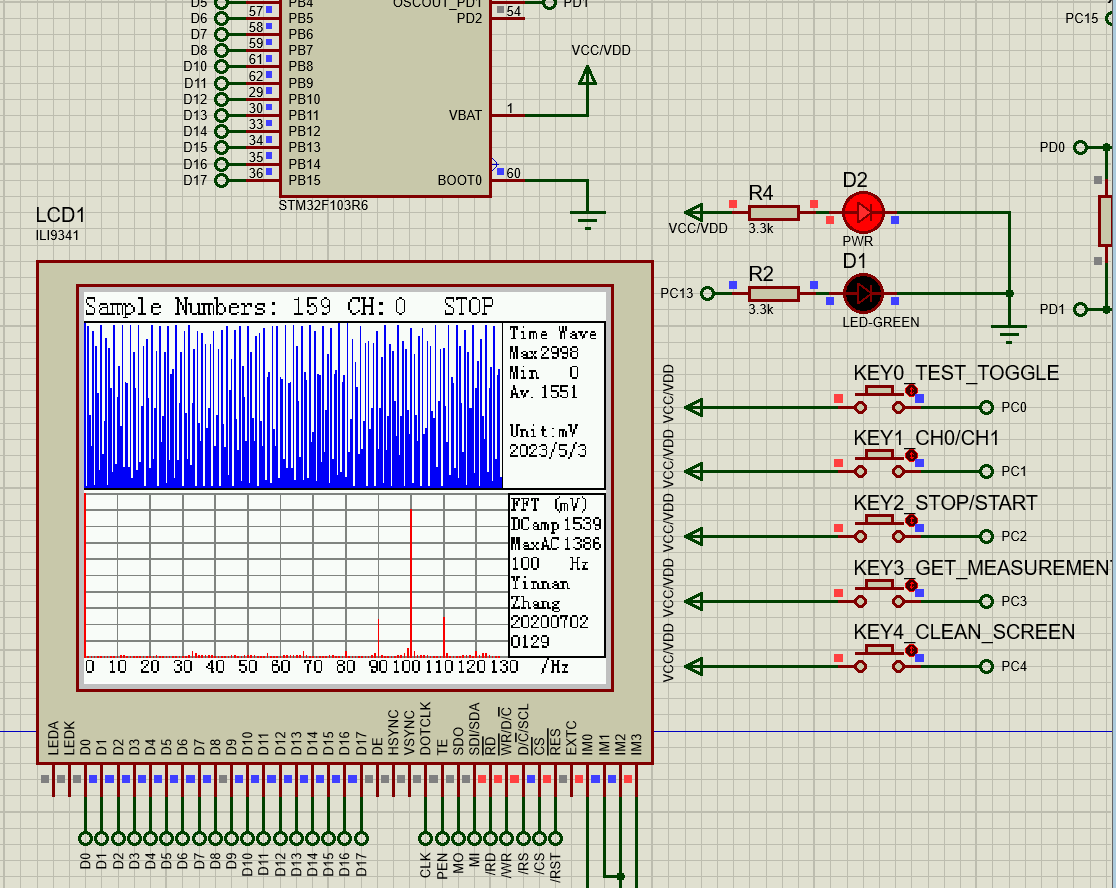 D5 PB4 OSCOUT_PD1 PD1
D6 57 PB5 PD2 54
D7 58 PB6
D8 59 PB7
D10 61 PB8
D11 62 PB9
D12 29 PB10
D13 30 PB11 VBAT 1
D14 33 PB12
D15 34 PB13
D16 35 PB14
D17 36 PB15 BOOT0 60
STM32F103R6
VCC/VDD
PC15
PD0
PD1
LCD1
ILI9341
Sample Numbers: 159 CH: 0 STOP
Time Wave
Max 2998
Min 0
Av. 1551
Unit:mV
2023/5/3
FFT (mV)
DCamp 1539
MaxAC 1386
100 Hz
Yinnan
Zhang
20200702
0129
0 10 20 30 40 50 60 70 80 90 100 110 120 130 /Hz
LEDA LEDK D0 D1 D2 D3 D4 D5 D6 D7 D8 D9 D10 D11 D12 D13 D14 D15 D16 D17 DE HSYNC VSYNC DOTCLK TE SDO SDI/SDA RD WR/D/C D/C/SCL CS RES EXTC IM0 IM1 IM2 IM3
D0 D1 D2 D3 D4 D5 D6 D7 D8 D9 D10 D11 D12 D13 D14 D15 D16 D17 CLK PEN MO MI /RD /WR /RS /CS /RST
R4 D2
VCC/VDD 3.3k PWR
R2 D1
PC13 3.3k LED-GREEN
KEY0_TEST_TOGGLE
VCC/VDD PC0
KEY1_CH0/CH1
VCC/VDD PC1
KEY2_STOP/START
VCC/VDD PC2
KEY3_GET_MEASUREMENT
VCC/VDD PC3
KEY4_CLEAN_SCREEN
VCC/VDD PC4